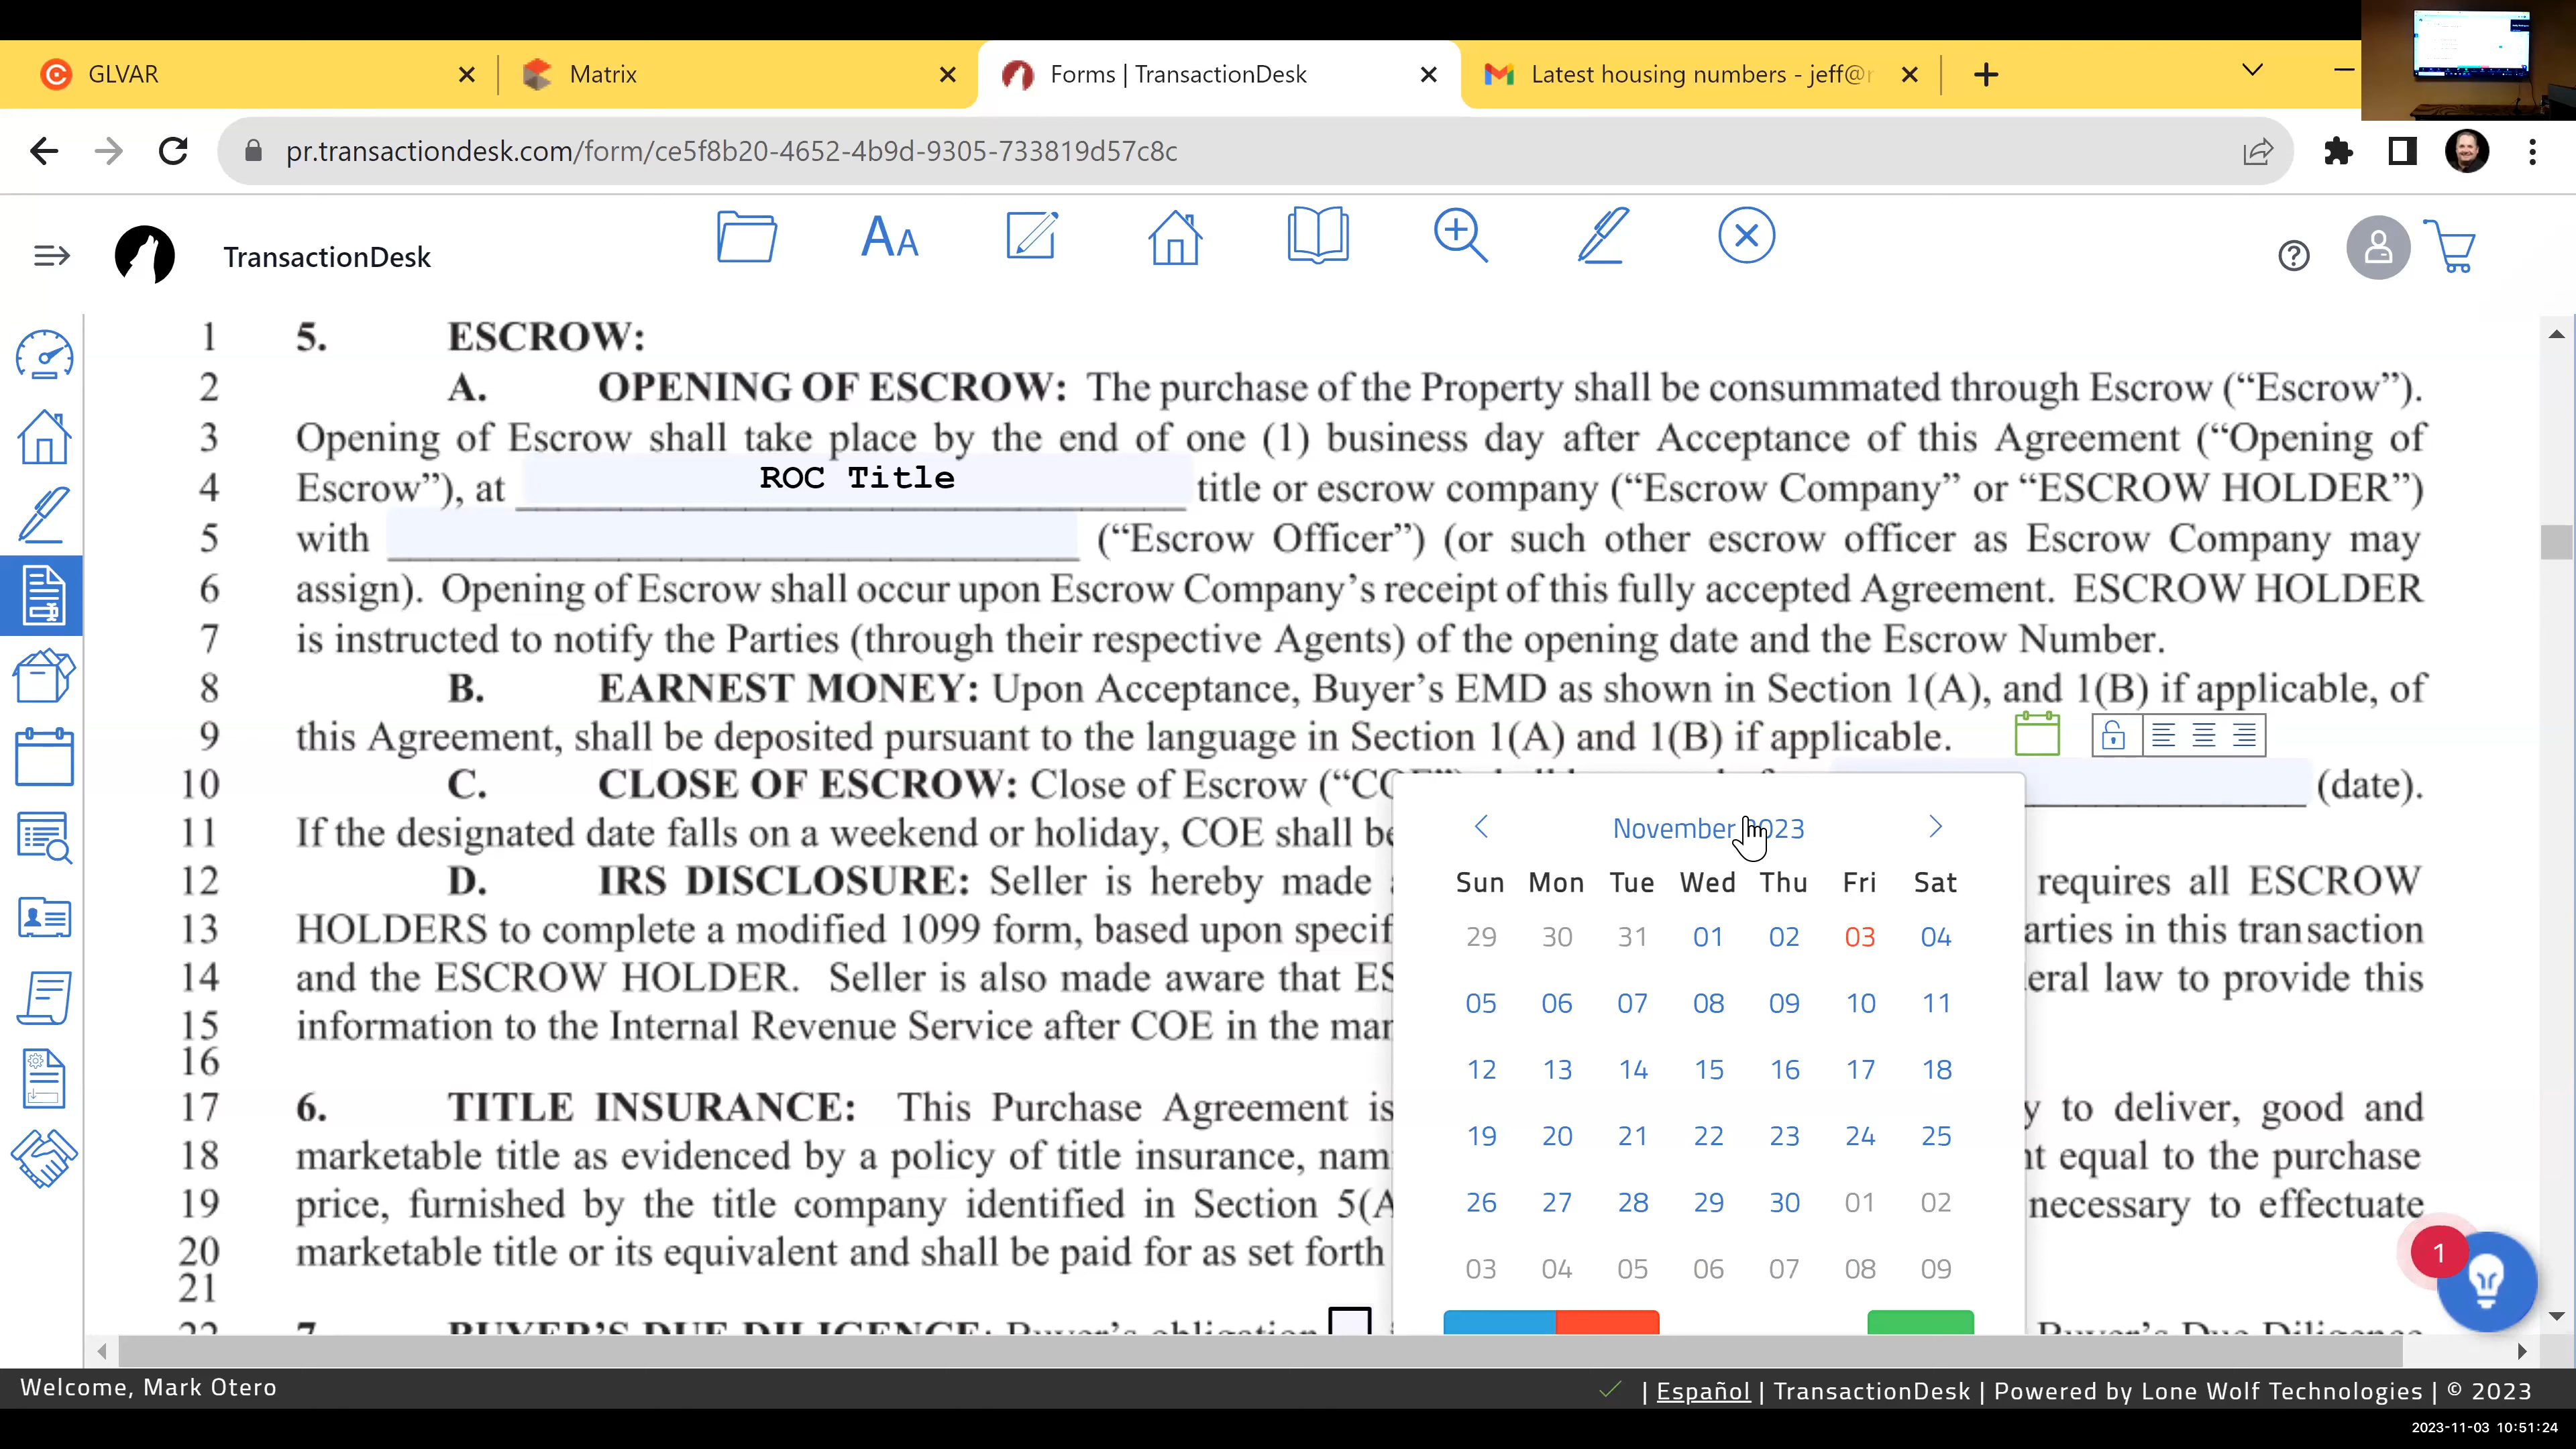 GLVAR
Matrix
Forms | TransactionDesk
Latest housing numbers - jeff@r
pr.transactiondesk.com/form/ce5f8b20-4652-4b9d-9305-733819d57c8c
TransactionDesk
1 5. ESCROW:
2 A. OPENING OF ESCROW: The purchase of the Property shall be consummated through Escrow (“Escrow”).
3 Opening of Escrow shall take place by the end of one (1) business day after Acceptance of this Agreement (“Opening of
4 Escrow”), at ROC Title title or escrow company (“Escrow Company” or “ESCROW HOLDER”)
5 with (“Escrow Officer”) (or such other escrow officer as Escrow Company may
6 assign). Opening of Escrow shall occur upon Escrow Company’s receipt of this fully accepted Agreement. ESCROW HOLDER
7 is instructed to notify the Parties (through their respective Agents) of the opening date and the Escrow Number.
8 B. EARNEST MONEY: Upon Acceptance, Buyer’s EMD as shown in Section 1(A), and 1(B) if applicable, of
9 this Agreement, shall be deposited pursuant to the language in Section 1(A) and 1(B) if applicable.
10 C. CLOSE OF ESCROW: Close of Escrow (“COE”) (date).
11 If the designated date falls on a weekend or holiday, COE shall be
12 D. IRS DISCLOSURE: Seller is hereby made requires all ESCROW
13 HOLDERS to complete a modified 1099 form, based upon specif arties in this transaction
14 and the ESCROW HOLDER. Seller is also made aware that ES eral law to provide this
15 information to the Internal Revenue Service after COE in the mar
16
17 6. TITLE INSURANCE: This Purchase Agreement is y to deliver, good and
18 marketable title as evidenced by a policy of title insurance, nam nt equal to the purchase
19 price, furnished by the title company identified in Section 5(A necessary to effectuate
20 marketable title or its equivalent and shall be paid for as set forth
21
22 7. BUYER’S DUE DILIGENCE: Buyer’s obligation Buyer’s Due Diligence
November 2023
Sun Mon Tue Wed Thu Fri Sat
29 30 31 01 02 03 04
05 06 07 08 09 10 11
12 13 14 15 16 17 18
19 20 21 22 23 24 25
26 27 28 29 30 01 02
03 04 05 06 07 08 09
1
Welcome, Mark Otero
| Español | TransactionDesk | Powered by Lone Wolf Technologies | © 2023
2023-11-03 10:51:24